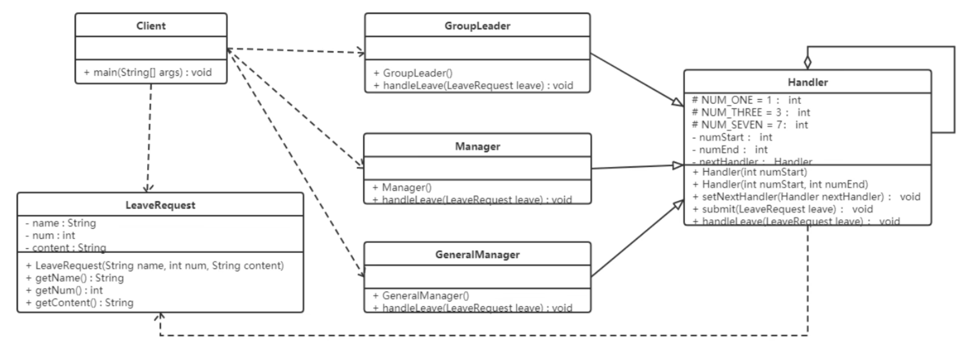 Client
+ main(String[] args) : void
GroupLeader
+ GroupLeader()
+ handleLeave(LeaveRequest leave) : void
Handler
# NUM_ONE = 1 : int
# NUM_THREE = 3 : int
# NUM_SEVEN = 7 : int
- numStart : int
- numEnd : int
- nextHandler : Handler
+ Handler(int numStart)
+ Handler(int numStart, int numEnd)
+ setNextHandler(Handler nextHandler) : void
+ submit(LeaveRequest leave) : void
+ handleLeave(LeaveRequest leave) : void
Manager
+ Manager()
+ handleLeave(LeaveRequest leave) : void
LeaveRequest
- name : String
- num : int
- content : String
+ LeaveRequest(String name, int num, String content)
+ getName() : String
+ getNum() : int
+ getContent() : String
GeneralManager
+ GeneralManager()
+ handleLeave(LeaveRequest leave) : void